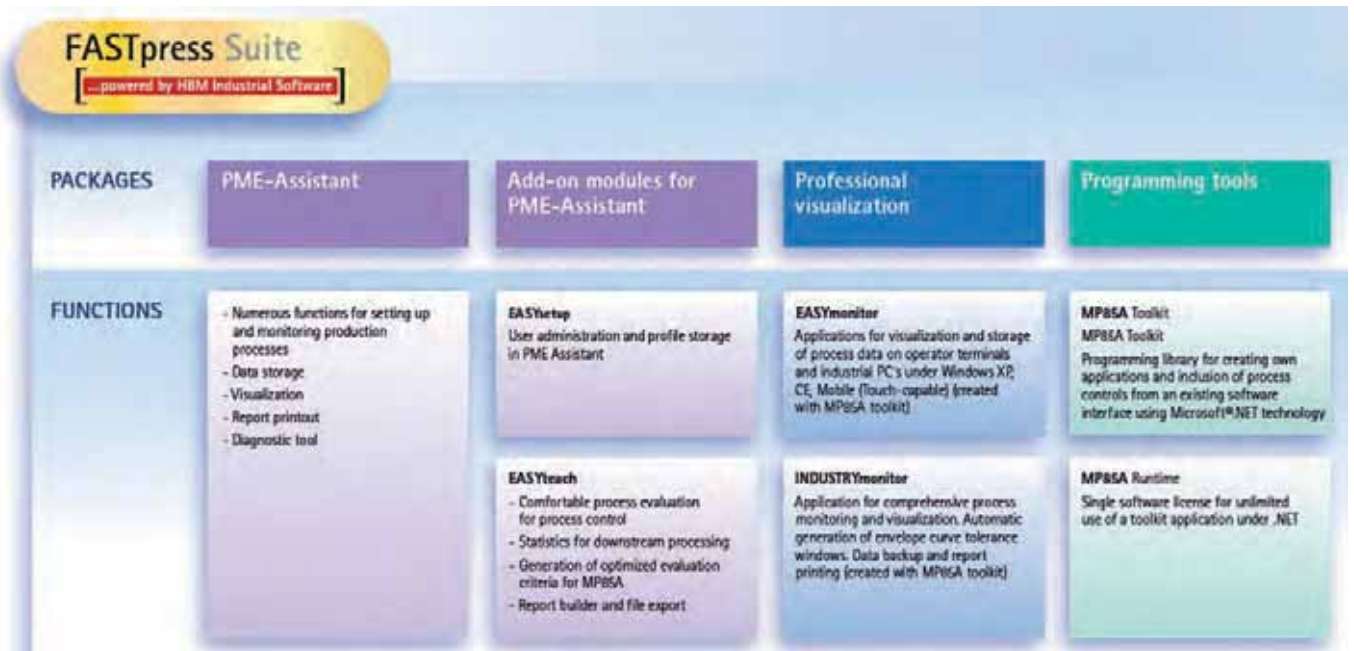 FASTpress Suite
...powered by HBM Industrial Software
PACKAGES
PME-Assistant
Add-on modules for
PME-Assistant
Professional
visualization
Programming tools
FUNCTIONS
- Numerous functions for setting up
and monitoring production
processes
- Data storage
- Visualization
- Report printout
- Diagnostic tool
EASYsetup
User administration and profile storage
in PME Assistant
EASYteach
- Comfortable process evaluation
for process control
- Statistics for downstream processing
- Generation of optimized evaluation
criteria for MP85A
- Report builder and file export
EASYmonitor
Applications for visualization and storage
of process data on operator terminals
and industrial PC's under Windows XP,
CE, Mobile (Touch-capable) (created
with MP85A toolkit)
INDUSTRYmonitor
Application for comprehensive process
monitoring and visualization. Automatic
generation of envelope curve tolerance
windows. Data backup and report
printing (created with MP85A toolkit)
MP85A Toolkit
MP85A Toolkit
Programming library for creating own
applications and inclusion of process
controls from an existing software
interface using Microsoft®.NET technology
MP85A Runtime
Single software license for unlimited
use of a toolkit application under .NET